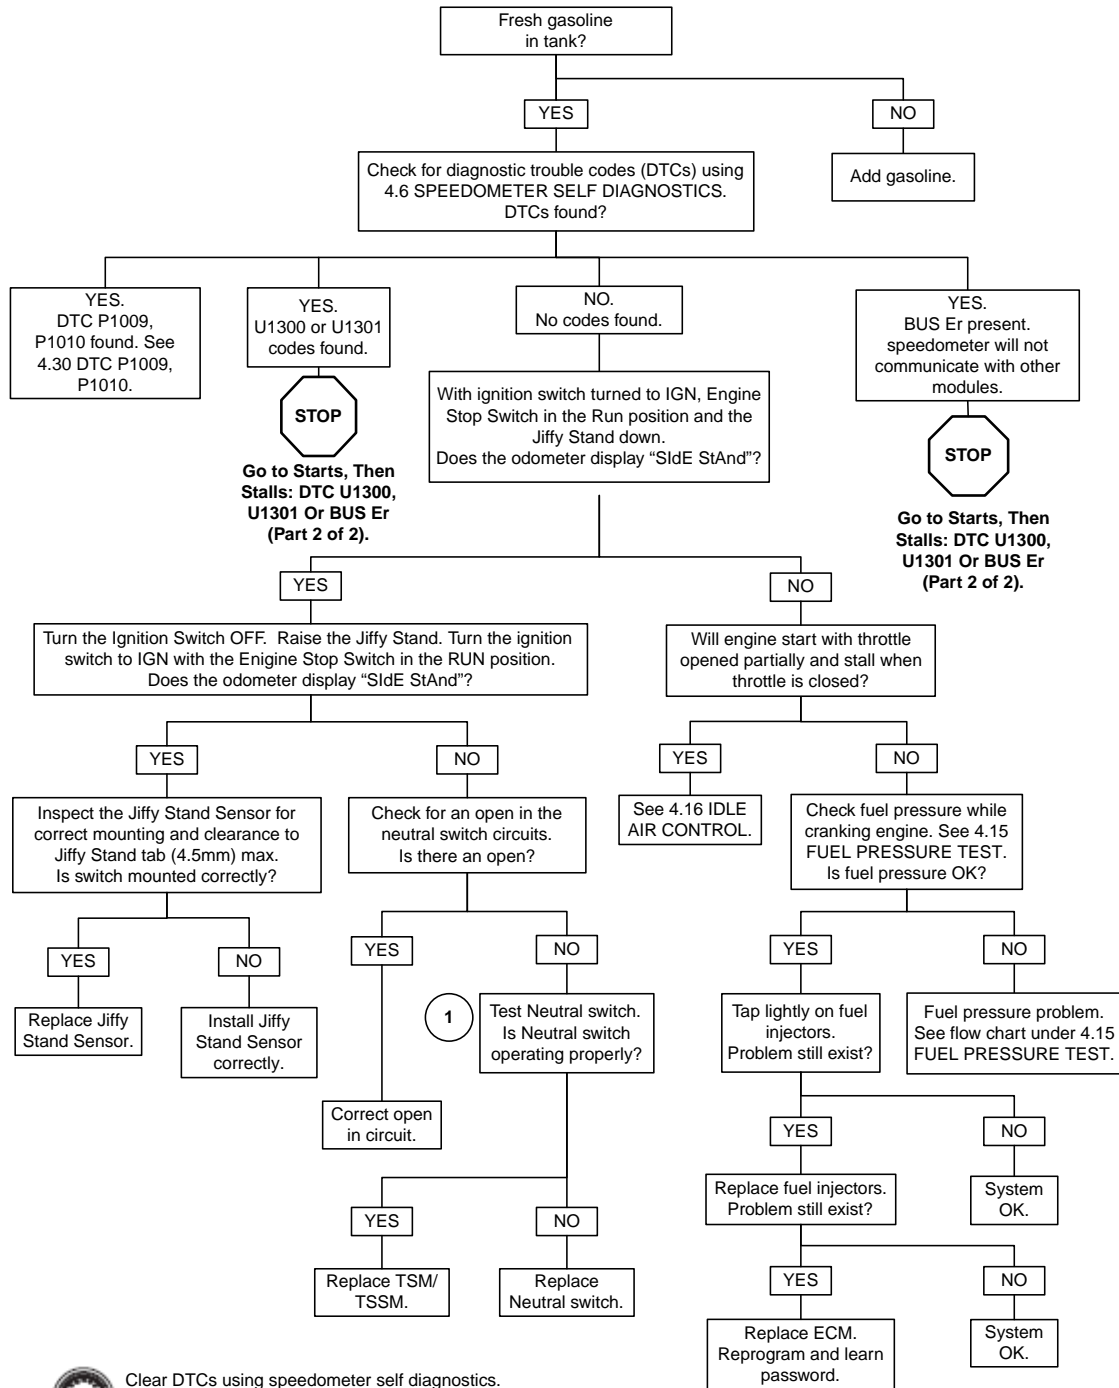 Fresh gasoline
in tank?
YES
NO
Check for diagnostic trouble codes (DTCs) using
4.6 SPEEDOMETER SELF DIAGNOSTICS.
DTCs found?
Add gasoline.
YES.
DTC P1009,
P1010 found. See
4.30 DTC P1009,
P1010.
YES.
U1300 or U1301
codes found.
NO.
No codes found.
YES.
BUS Er present.
speedometer will not
communicate with other
modules.
STOP
Go to Starts, Then
Stalls: DTC U1300,
U1301 Or BUS Er
(Part 2 of 2).
With ignition switch turned to IGN, Engine
Stop Switch in the Run position and the
Jiffy Stand down.
Does the odometer display “SIdE StAnd”?
STOP
Go to Starts, Then
Stalls: DTC U1300,
U1301 Or BUS Er
(Part 2 of 2).
YES
NO
Turn the Ignition Switch OFF. Raise the Jiffy Stand. Turn the ignition
switch to IGN with the Enigine Stop Switch in the RUN position.
Does the odometer display “SIdE StAnd”?
Will engine start with throttle
opened partially and stall when
throttle is closed?
YES
NO
YES
NO
Inspect the Jiffy Stand Sensor for
correct mounting and clearance to
Jiffy Stand tab (4.5mm) max.
Is switch mounted correctly?
Check for an open in the
neutral switch circuits.
Is there an open?
See 4.16 IDLE
AIR CONTROL.
Check fuel pressure while
cranking engine. See 4.15
FUEL PRESSURE TEST.
Is fuel pressure OK?
YES
NO
YES
NO
YES
NO
Replace Jiffy
Stand Sensor.
Install Jiffy
Stand Sensor
correctly.
1
Test Neutral switch.
Is Neutral switch
operating properly?
Tap lightly on fuel
injectors.
Problem still exist?
Fuel pressure problem.
See flow chart under 4.15
FUEL PRESSURE TEST.
Correct open
in circuit.
YES
NO
Replace fuel injectors.
Problem still exist?
System
OK.
YES
NO
Replace TSM/
TSSM.
Replace
Neutral switch.
YES
NO
Replace ECM.
Reprogram and learn
password.
System
OK.
Clear DTCs using speedometer self diagnostics.